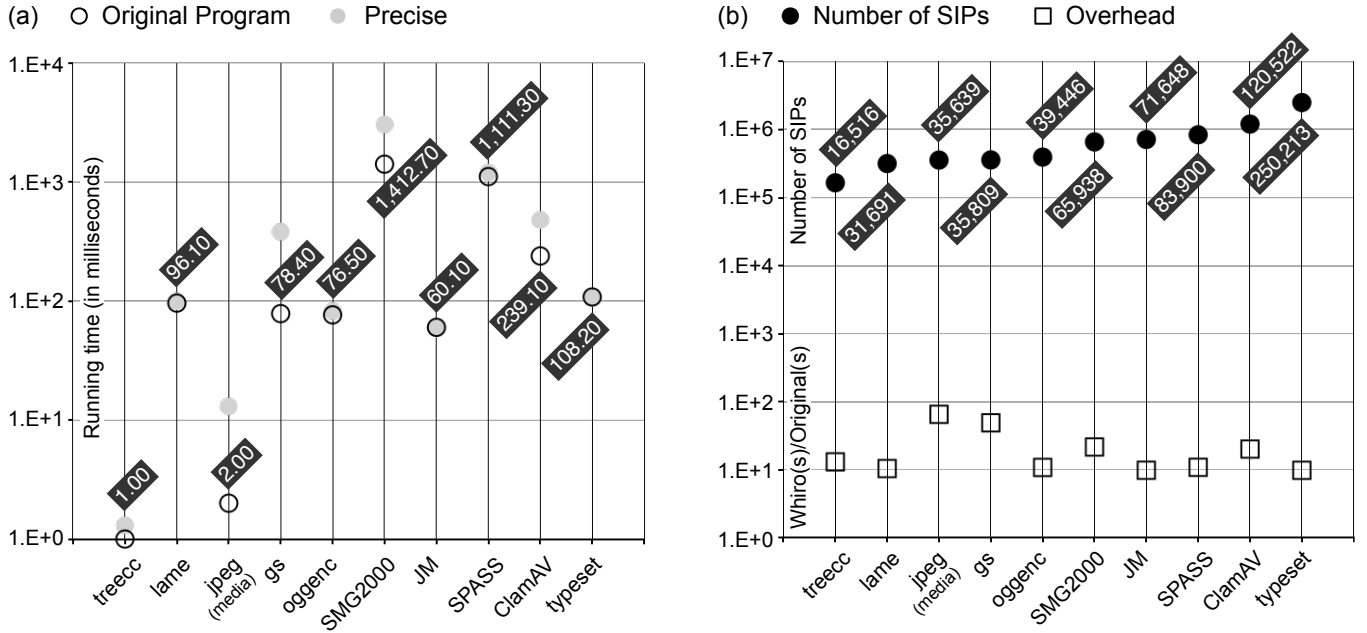 (a) Original Program Precise
1.E+4
1.E+3
1.E+2
1.E+1
1.E+0
Running time (in milliseconds)
1.00
96.10
2.00
78.40
76.50
1,412.70
60.10
1,111.30
239.10
108.20
treecc
lame
jpeg
(media)
gs
oggenc
SMG2000
JM
SPASS
ClamAV
typeset
(b) Number of SIPs Overhead
1.E+7
1.E+6
1.E+5
1.E+4
1.E+3
1.E+2
1.E+1
1.E+0
Number of SIPs
Whiro(s)/Original(s)
16,516
31,691
35,639
35,809
39,446
65,938
71,648
83,900
120,522
250,213
treecc
lame
jpeg
(media)
gs
oggenc
SMG2000
JM
SPASS
ClamAV
typeset